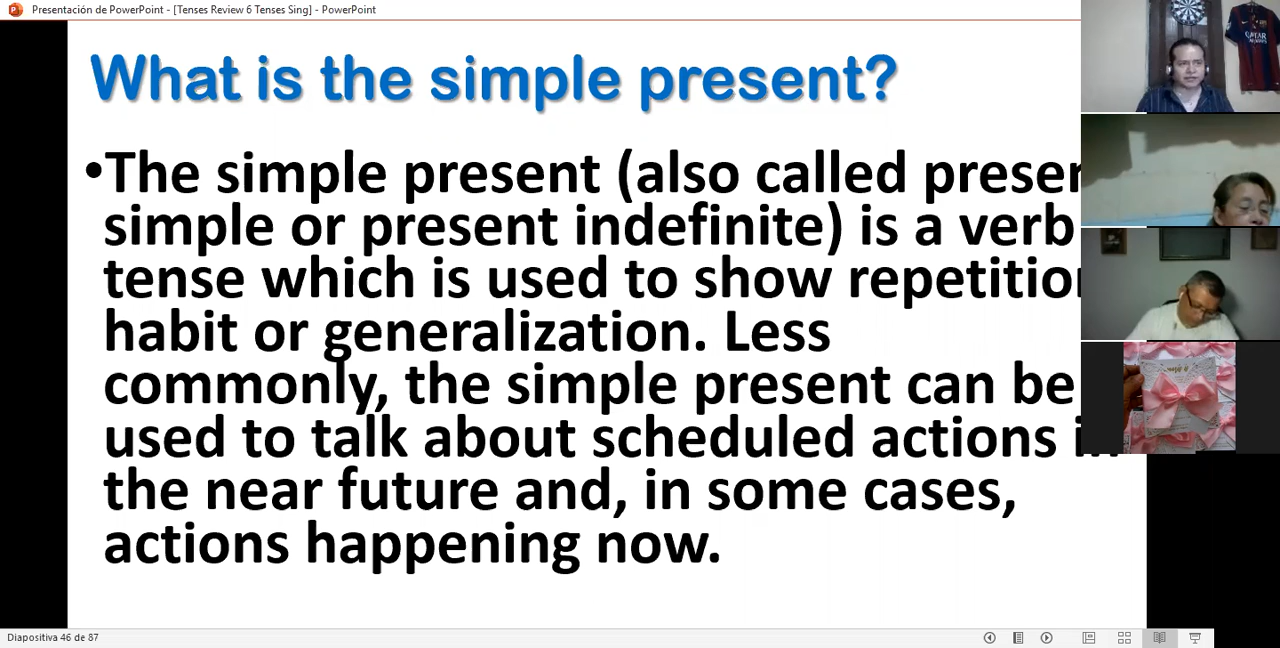 Presentación de PowerPoint - [Tenses Review 6 Tenses Sing] - PowerPoint
What is the simple present?
•The simple present (also called presen
simple or present indefinite) is a verb
tense which is used to show repetition
habit or generalization. Less
commonly, the simple present can be
used to talk about scheduled actions in
the near future and, in some cases,
actions happening now.
QATAR
Diapositiva 46 de 87